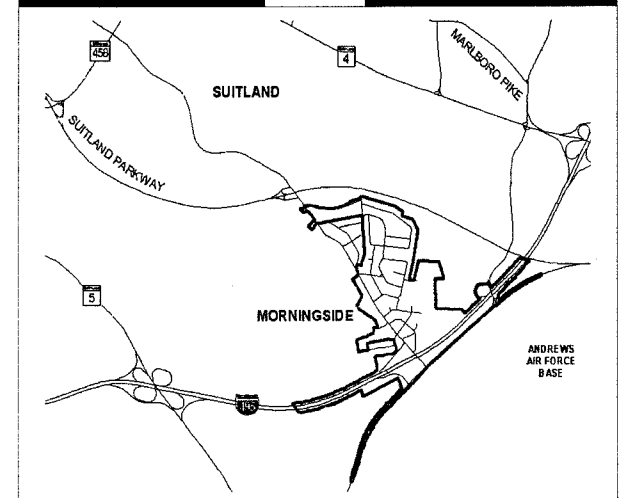 458
4
MARLBORO PIKE
SUITLAND
SUITLAND PARKWAY
5
MORNINGSIDE
ANDREWS
AIR FORCE
BASE